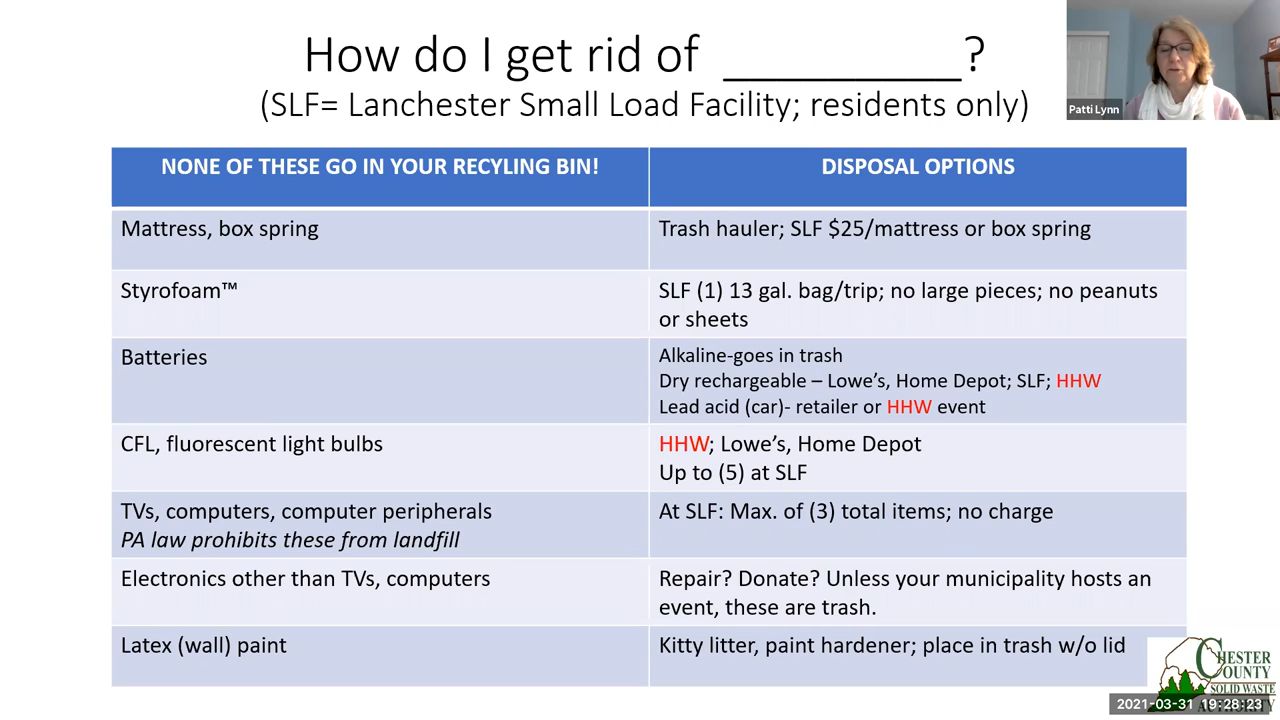 How do I get rid of __________?
(SLF= Lanchester Small Load Facility; residents only)
Patti Lynn
NONE OF THESE GO IN YOUR RECYLING BIN!
DISPOSAL OPTIONS
Mattress, box spring
Trash hauler; SLF $25/mattress or box spring
Styrofoam™
SLF (1) 13 gal. bag/trip; no large pieces; no peanuts
or sheets
Batteries
Alkaline-goes in trash
Dry rechargeable – Lowe’s, Home Depot; SLF; HHW
Lead acid (car)- retailer or HHW event
CFL, fluorescent light bulbs
HHW; Lowe’s, Home Depot
Up to (5) at SLF
TVs, computers, computer peripherals
PA law prohibits these from landfill
At SLF: Max. of (3) total items; no charge
Electronics other than TVs, computers
Repair? Donate? Unless your municipality hosts an
event, these are trash.
Latex (wall) paint
Kitty litter, paint hardener; place in trash w/o lid
CHESTER
COUNTY
SOLID WASTE
AUTHORITY
2021-03-31 19:28:23